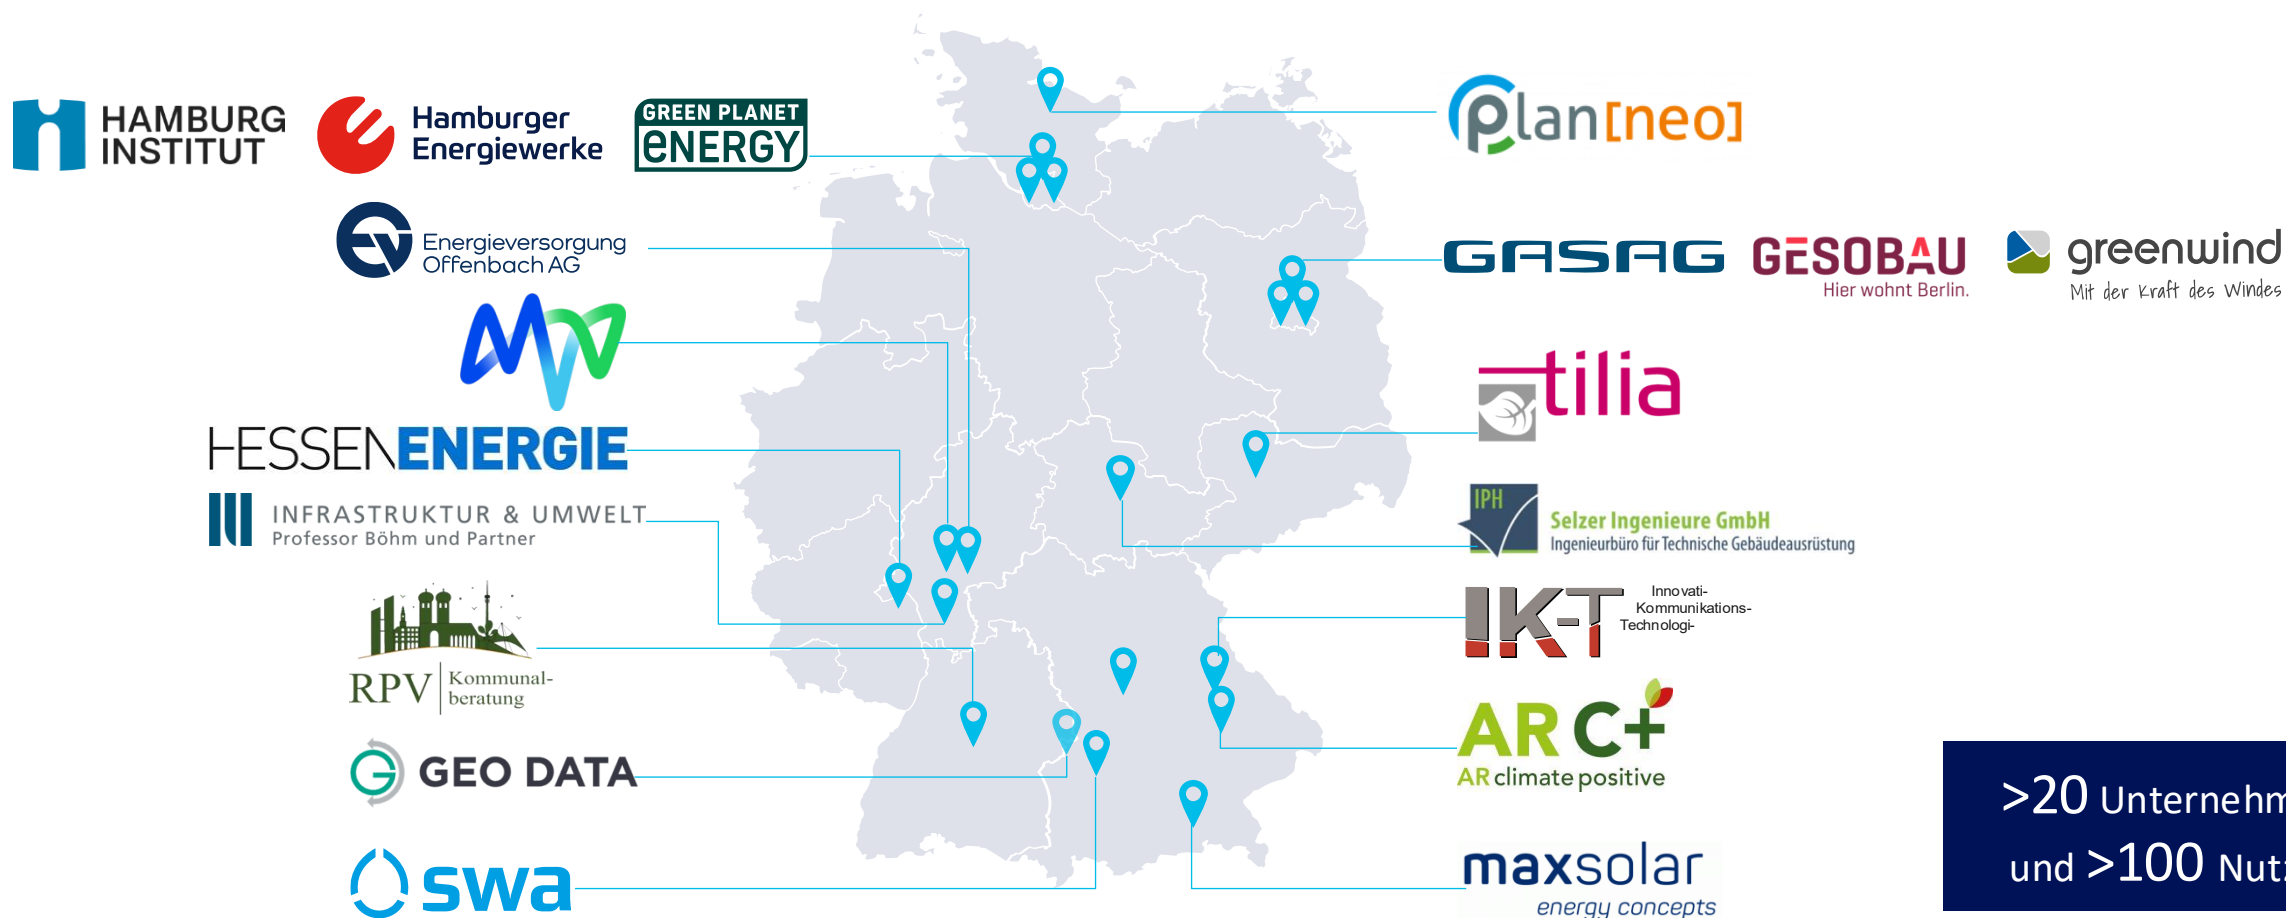 HAMBURG
INSTITUT
Hamburger
Energiewerke
GREEN PLANET
eNERGY
plan[neo]
Energieversorgung
Offenbach AG
GASAG
GESOBAU
Hier wohnt Berlin.
greenwind
Mit der Kraft des Windes
MVV
tilia
HESSENENERGIE
INFRASTRUKTUR & UMWELT
Professor Böhm und Partner
IPH
Selzer Ingenieure GmbH
Ingenieurbüro für Technische Gebäudeausrüstung
IK-T
Innovati-
Kommunikations-
Technologi-
RPV
Kommunal-
beratung
ARC+
AR climate positive
GEO DATA
swa
maxsolar
energy concepts
>20 Unternehm
und >100 Nutz